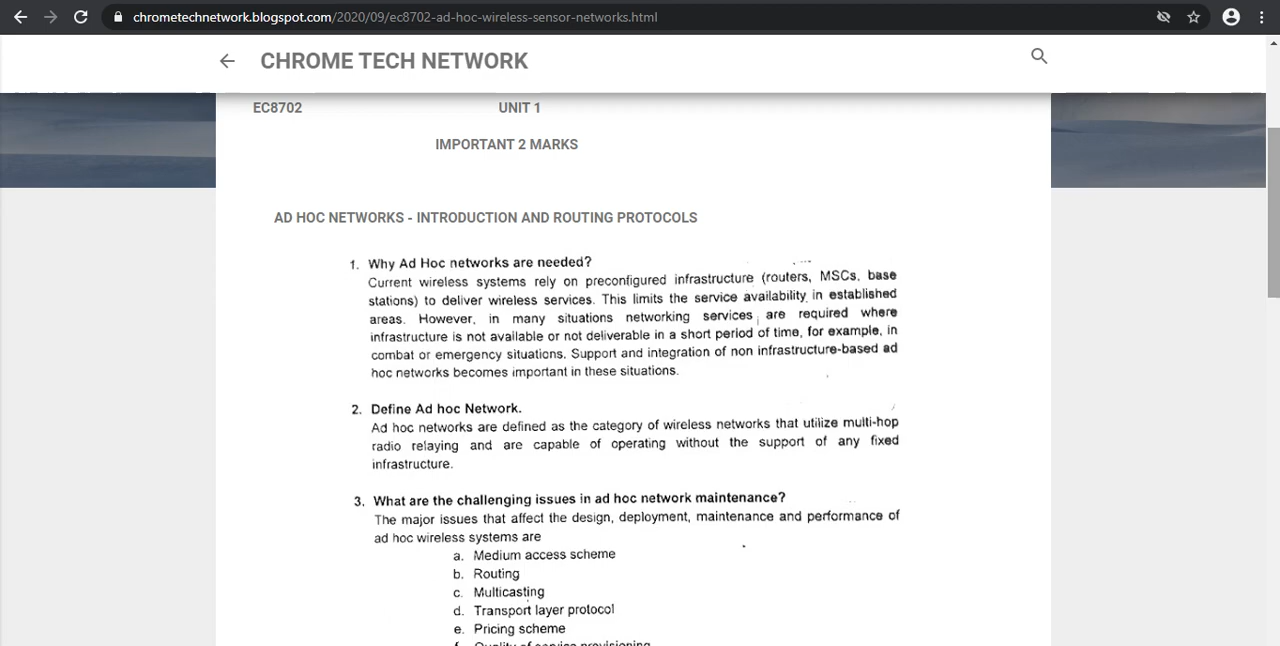 chrometechnetwork.blogspot.com/2020/09/ec8702-ad-hoc-wireless-sensor-networks.html
CHROME TECH NETWORK
EC8702 UNIT 1
IMPORTANT 2 MARKS
AD HOC NETWORKS - INTRODUCTION AND ROUTING PROTOCOLS
1. Why Ad Hoc networks are needed?
Current wireless systems rely on preconfigured infrastructure (routers, MSCs, base
stations) to deliver wireless services. This limits the service availability in established
areas. However, in many situations networking services are required where
infrastructure is not available or not deliverable in a short period of time, for example, in
combat or emergency situations. Support and integration of non infrastructure-based ad
hoc networks becomes important in these situations.
2. Define Ad hoc Network.
Ad hoc networks are defined as the category of wireless networks that utilize multi-hop
radio relaying and are capable of operating without the support of any fixed
infrastructure.
3. What are the challenging issues in ad hoc network maintenance?
The major issues that affect the design, deployment, maintenance and performance of
ad hoc wireless systems are
a. Medium access scheme
b. Routing
c. Multicasting
d. Transport layer protocol
e. Pricing scheme
f. Quality of service provisioning